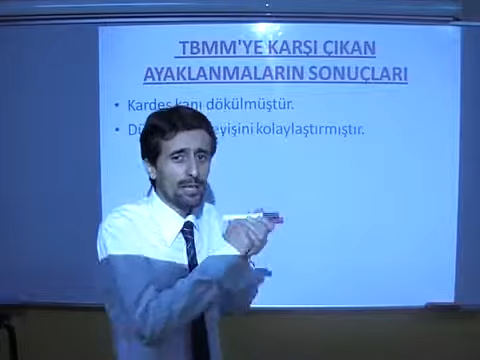 TBMM'YE KARŞI ÇIKAN
AYAKLANMALARIN SONUÇLARI
• Kardeş kanı dökülmüştür.
• kolaylaştırmıştır.